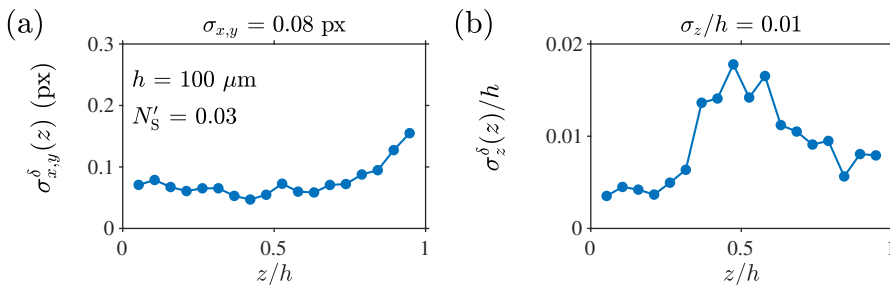 (a)
σ_{x,y} = 0.08 px
σ^δ_{x,y}(z) (px)
0.3
0.2
0.1
0
h = 100 μm
N′_S = 0.03
0
0.5
1
z/h
(b)
σ_z/h = 0.01
σ^δ_z(z)/h
0.02
0.01
0
0
0.5
1
z/h